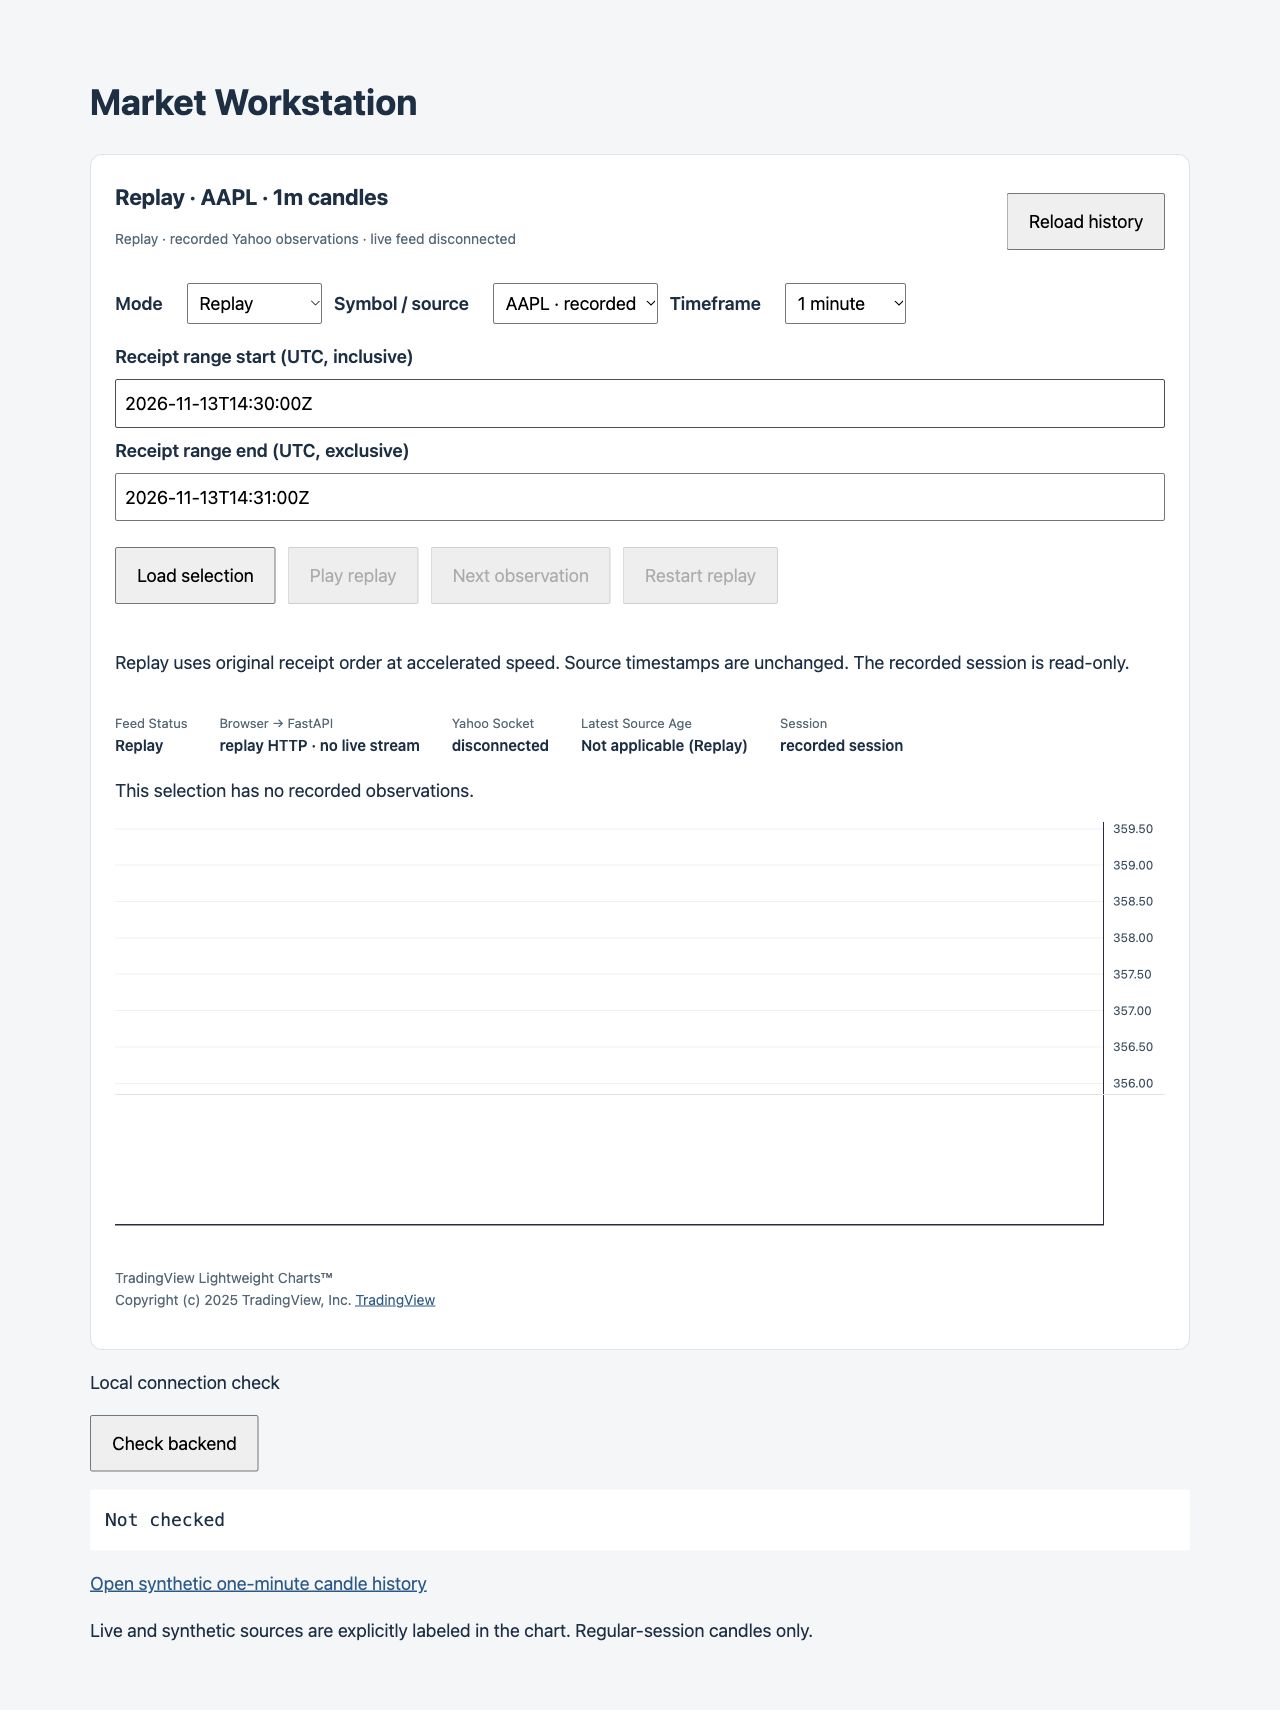 Market Workstation
Replay · AAPL · 1m candles
Replay · recorded Yahoo observations · live feed disconnected
Reload history
Mode Replay Symbol / source AAPL · recorded Timeframe 1 minute
Receipt range start (UTC, inclusive)
2026-11-13T14:30:00Z
Receipt range end (UTC, exclusive)
2026-11-13T14:31:00Z
Load selection Play replay Next observation Restart replay
Replay uses original receipt order at accelerated speed. Source timestamps are unchanged. The recorded session is read-only.
Feed Status Browser → FastAPI Yahoo Socket Latest Source Age Session
Replay replay HTTP · no live stream disconnected Not applicable (Replay) recorded session
This selection has no recorded observations.
359.50
359.00
358.50
358.00
357.50
357.00
356.50
356.00
TradingView Lightweight Charts™
Copyright (c) 2025 TradingView, Inc. TradingView
Local connection check
Check backend
Not checked
Open synthetic one-minute candle history
Live and synthetic sources are explicitly labeled in the chart. Regular-session candles only.